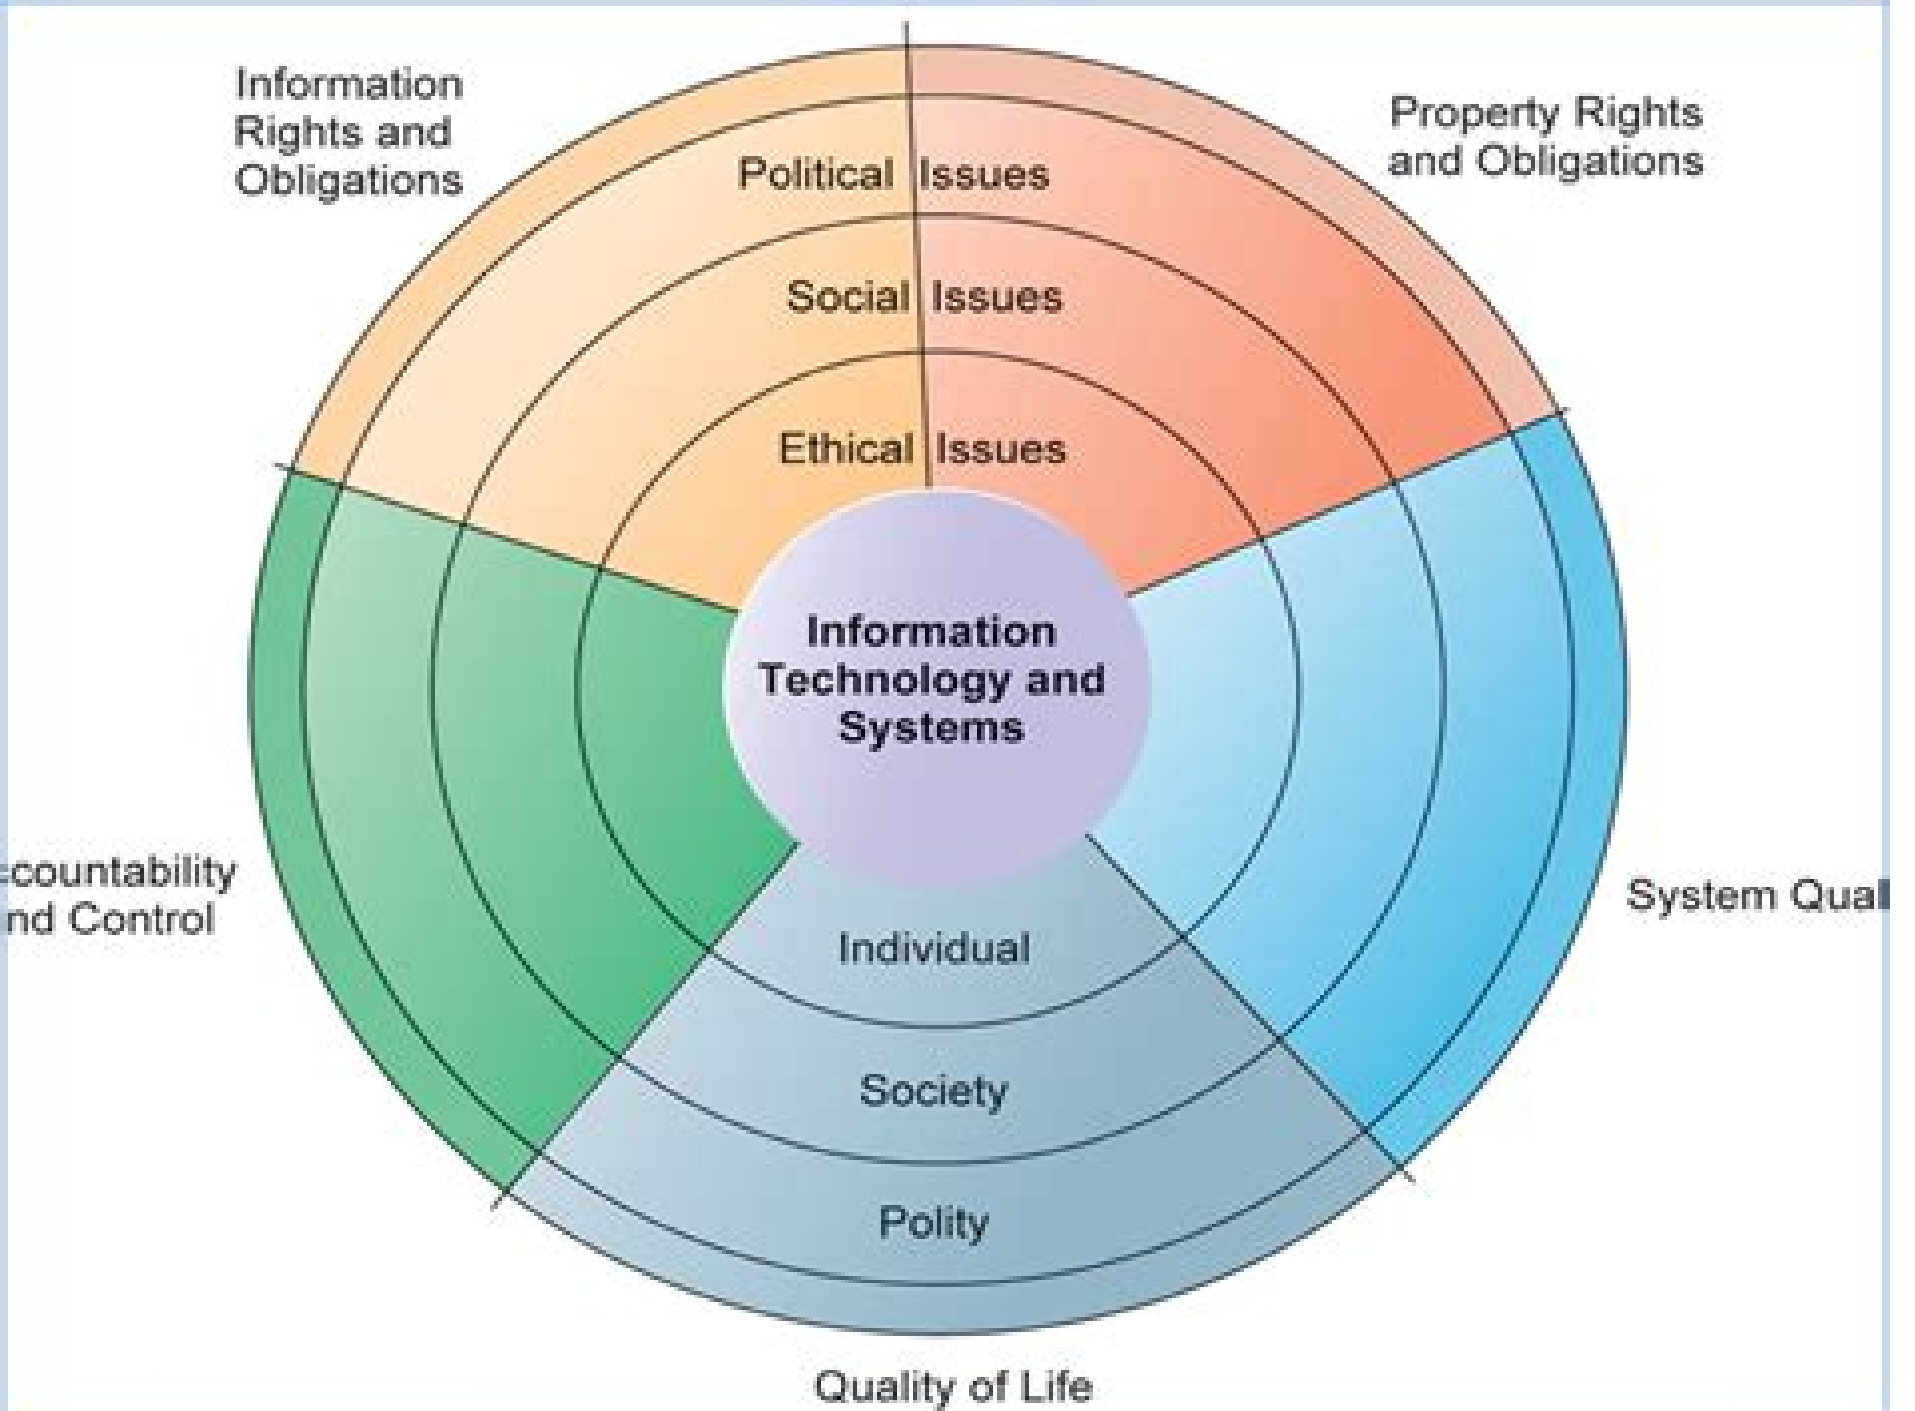 Information
Rights and
Obligations
Property Rights
and Obligations
Political Issues
Social Issues
Ethical Issues
Information
Technology and
Systems
ccountability
nd Control
System Qual
Individual
Society
Polity
Quality of Life